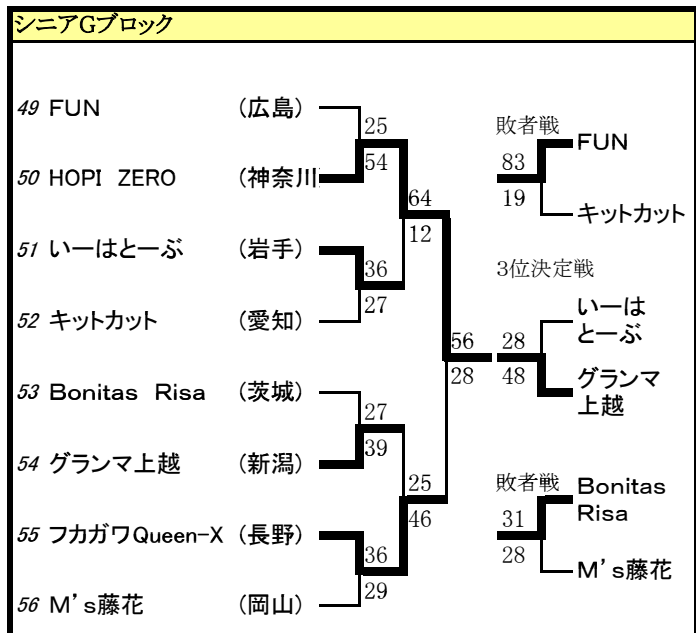 シニアGブロック
49 FUN (広島)
25
54
50 HOPI ZERO (神奈川
64
12
51 いーはとーぶ (岩手)
36
27
52 キットカット (愛知)
56
28
53 Bonitas Risa (茨城)
27
39
54 グランマ上越 (新潟)
25
46
55 フカガワQueen-X (長野)
36
29
56 M's藤花 (岡山)
敗者戦
FUN
83
19
キットカット
3位決定戦
いーは
とーぶ
28
48
グランマ
上越
敗者戦
Bonitas
Risa
31
28
M's藤花